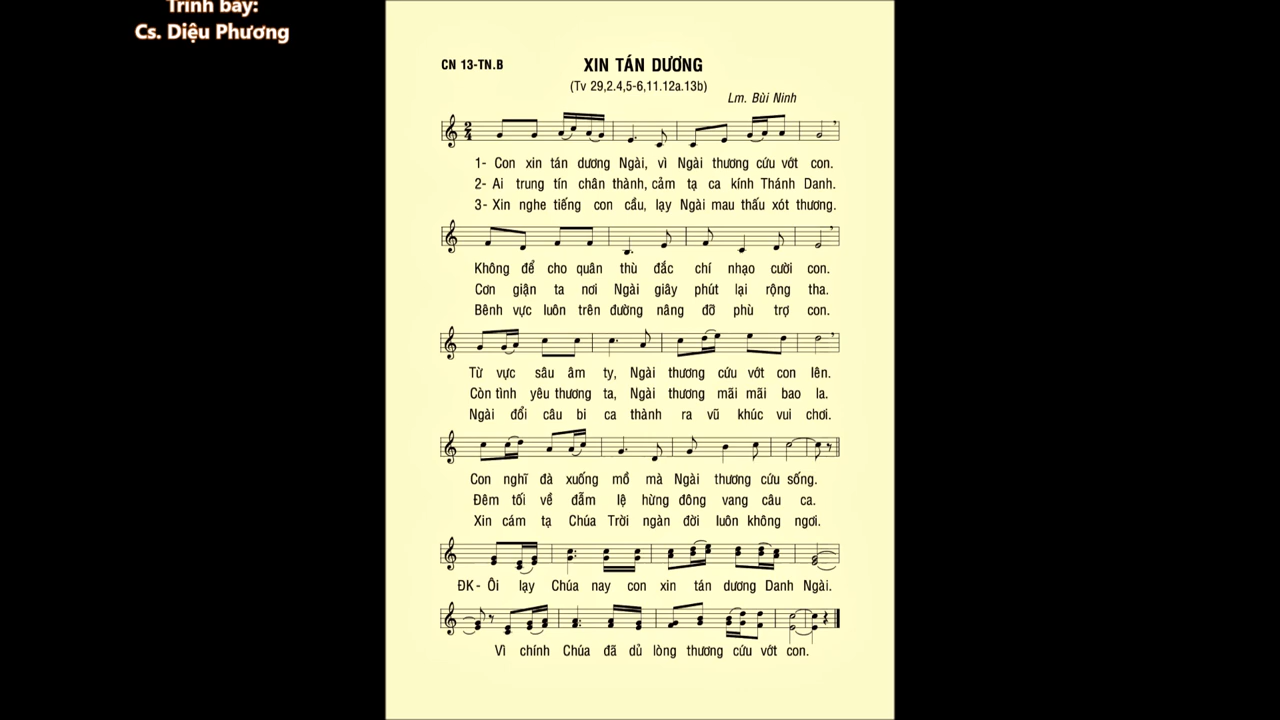 Trình bày:
Cs. Diệu Phương
CN 13-TN.B
XIN TÁN DƯƠNG
(Tv 29,2.4,5-6,11.12a.13b)
Lm. Bùi Ninh
1- Con xin tán dương Ngài, vì Ngài thương cứu vớt con.
2- Ai trung tín chân thành, cảm tạ ca kính Thánh Danh.
3- Xin nghe tiếng con cầu, lạy Ngài mau thấu xót thương.
Không để cho quân thù đắc chí nhạo cười con.
Cơn giận ta nơi Ngài giây phút lại rộng tha.
Bênh vực luôn trên đường nâng đỡ phù trợ con.
Từ vực sâu âm ty, Ngài thương cứu vớt con lên.
Còn tình yêu thương ta, Ngài thương mãi mãi bao la.
Ngài đổi câu bi ca thành ra vũ khúc vui chơi.
Con nghĩ đà xuống mồ mà Ngài thương cứu sống.
Đêm tối về đẫm lệ hừng đông vang câu ca.
Xin cám tạ Chúa Trời ngàn đời luôn không ngơi.
ĐK- Ôi lạy Chúa nay con xin tán dương Danh Ngài.
Vì chính Chúa đã dủ lòng thương cứu vớt con.